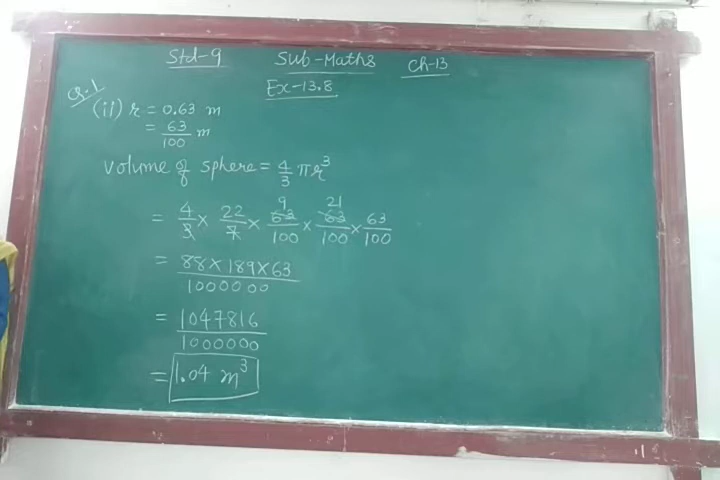 Std-9 Sub-Maths Ch-13
Ex-13.8
Q.1
(ii) r = 0.63 m
= 63/100 m
Volume of sphere = 4/3 πr³
= 4/3 × 22/7 × 63/100 × 63/100 × 63/100
9 21
= 88×189×63/1000000
= 1047816/1000000
= 1.04 m³